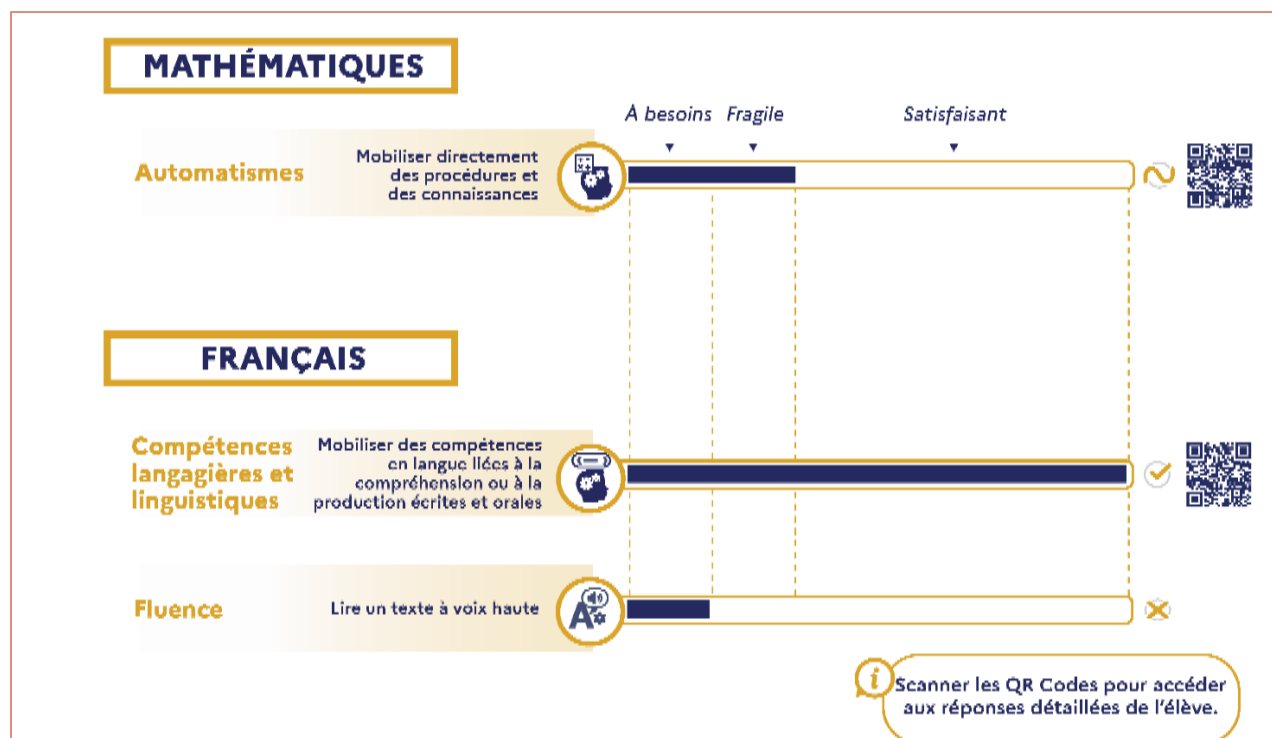 MATHÉMATIQUES
À besoins Fragile Satisfaisant
Automatismes
Mobiliser directement
des procédures et
des connaissances
FRANÇAIS
Compétences
langagières et
linguistiques
Mobiliser des compétences
en langue liées à la
compréhension ou à la
production écrites et orales
Fluence
Lire un texte à voix haute
A
i
Scanner les QR Codes pour accéder
aux réponses détaillées de l'élève.